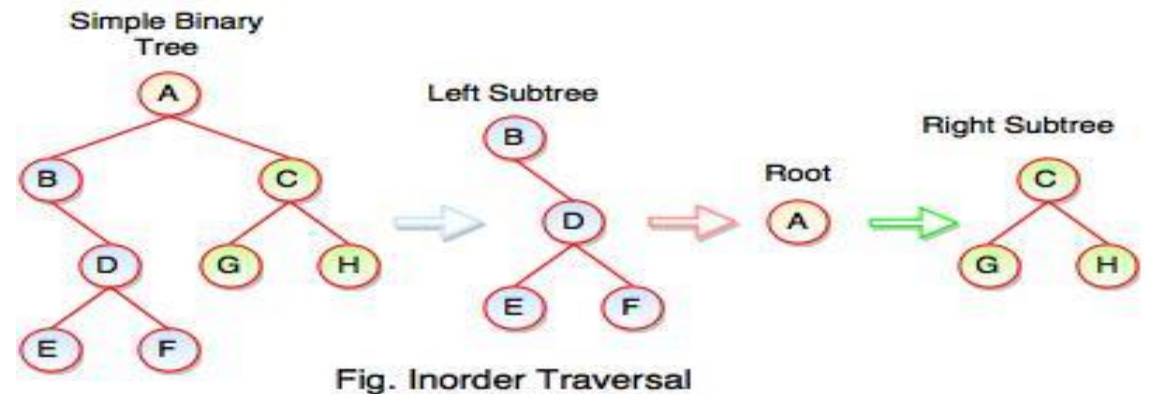 Simple Binary
Tree
A
B
C
D
G
H
E
F
Left Subtree
B
D
E
F
Root
A
Right Subtree
C
G
H
Fig. Inorder Traversal